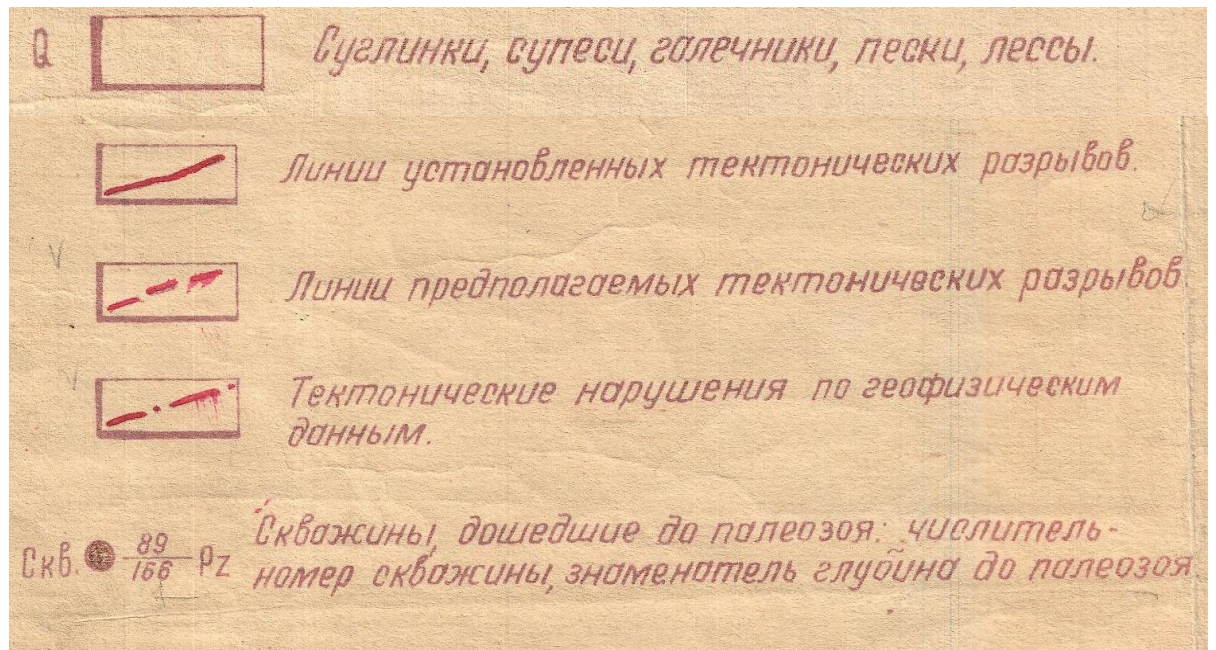 Q Суглинки, супеси, галечники, пески, лессы.
Линии установленных тектонических разрывов.
Линии предполагаемых тектонических разрывов
Тектонические нарушения по геофизическим
данным.
Скв. 89/166 Pz Скважины, дошедшие до палеозоя: числитель-
номер скважины, знаменатель глубина до палеозоя